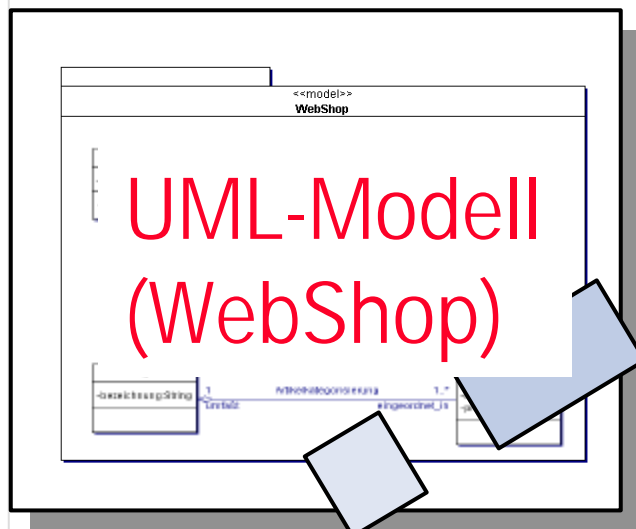 <<model>>
WebShop
UML-Modell
(WebShop)
1 Artikelkategorisierung 1..*
-bezeichnung:String
umfaßt eingeordnet_in